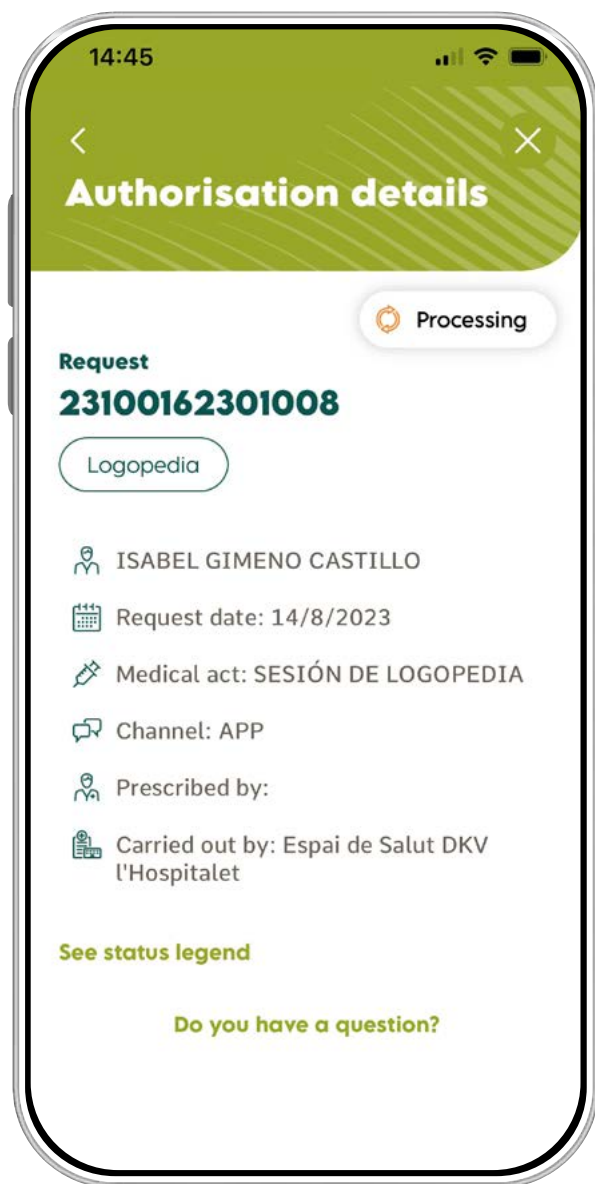 14:45
Authorisation details
Processing
Request
23100162301008
Logopedia
ISABEL GIMENO CASTILLO
Request date: 14/8/2023
Medical act: SESIÓN DE LOGOPEDIA
Channel: APP
Prescribed by:
Carried out by: Espai de Salut DKV
l'Hospitalet
See status legend
Do you have a question?